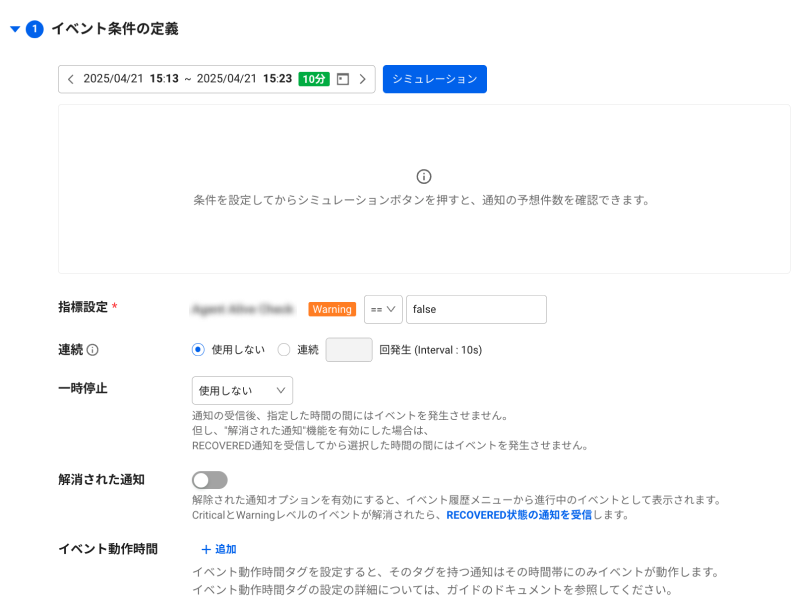 1 イベント条件の定義
2025/04/21 15:13 ~ 2025/04/21 15:23 10分 シミュレーション
条件を設定してからシミュレーションボタンを押すと、通知の予想件数を確認できます。
指標設定 * Agent Alive Check Warning == false
連続 使用しない 連続 回発生 (Interval : 10s)
一時停止 使用しない
通知の受信後、指定した時間の間にはイベントを発生させません。
但し、"解消された通知"機能を有効にした場合は、
RECOVERED通知を受信してから選択した時間の間にはイベントを発生させません。
解消された通知
解除された通知オプションを有効にすると、イベント履歴メニューから進行中のイベントとして表示されます。
CriticalとWarningレベルのイベントが解消されたら、RECOVERED状態の通知を受信します。
イベント動作時間 + 追加
イベント動作時間タグを設定すると、そのタグを持つ通知はその時間帯にのみイベントが動作します。
イベント動作時間タグの設定の詳細については、ガイドのドキュメントを参照してください。